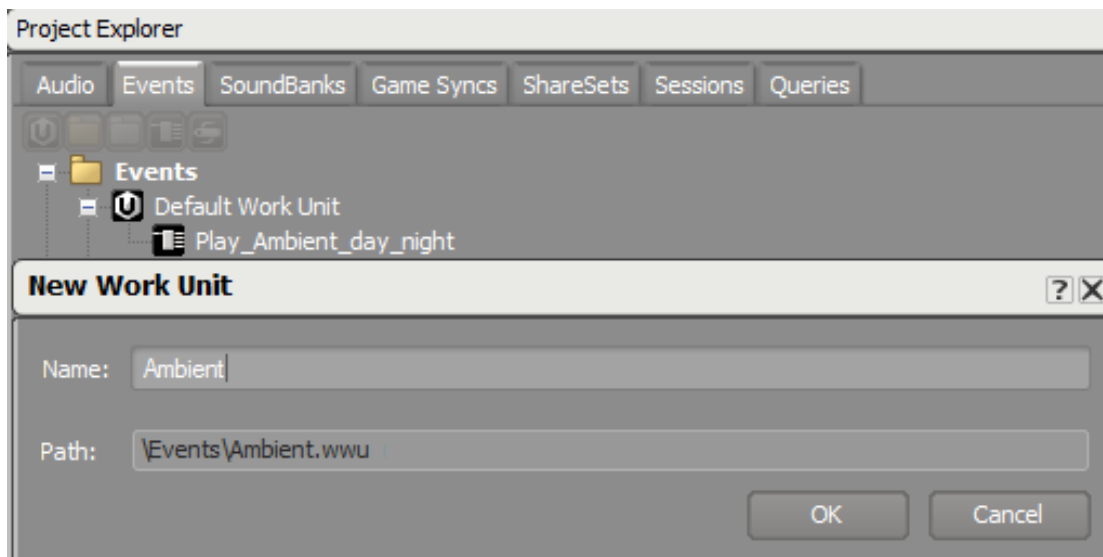 Project Explorer
Audio Events SoundBanks Game Syncs ShareSets Sessions Queries
Events
Default Work Unit
Play_Ambient_day_night
New Work Unit
Name: Ambient
Path: \Events\Ambient.wwu
OK Cancel